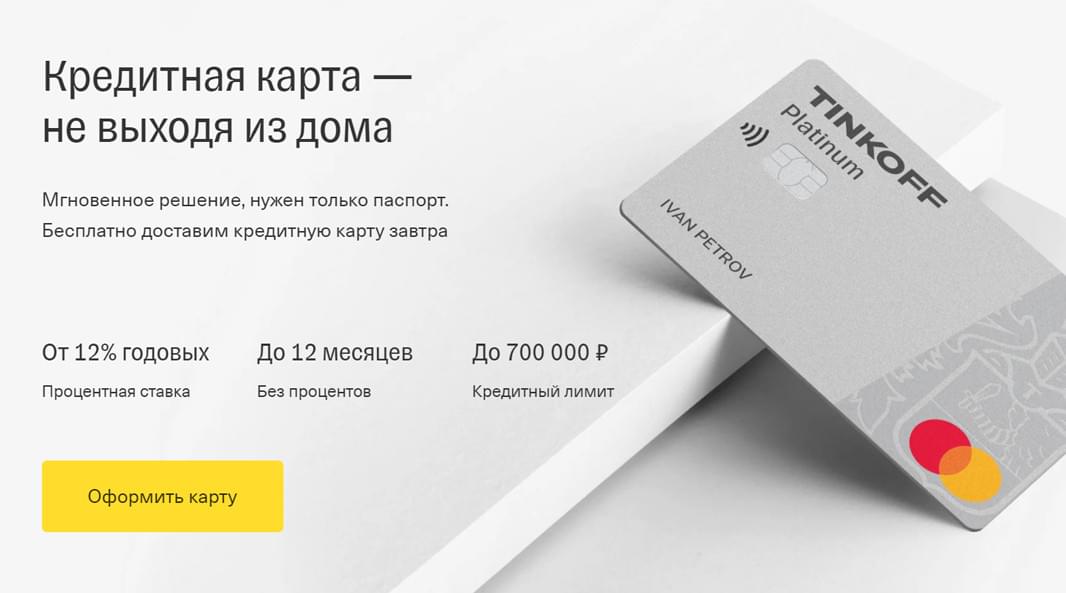 Кредитная карта —
не выходя из дома
Мгновенное решение, нужен только паспорт.
Бесплатно доставим кредитную карту завтра
От 12% годовых
Процентная ставка
До 12 месяцев
Без процентов
До 700 000 ₽
Кредитный лимит
Оформить карту
TINKOFF
Platinum
IVAN PETROV